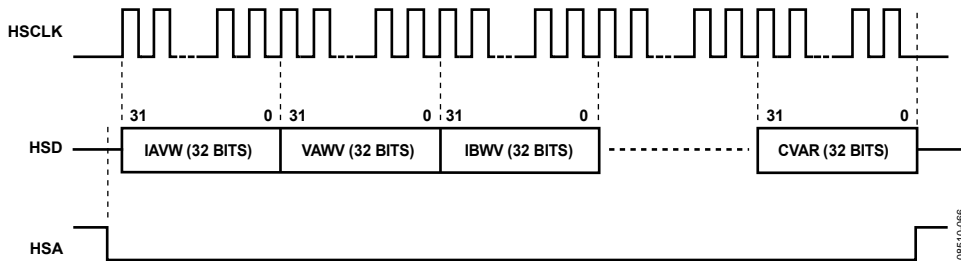 HSCLK
31 0 31 0 31 0 31 0
HSD IAVW (32 BITS) VAWV (32 BITS) IBWV (32 BITS) CVAR (32 BITS)
HSA
08510-066